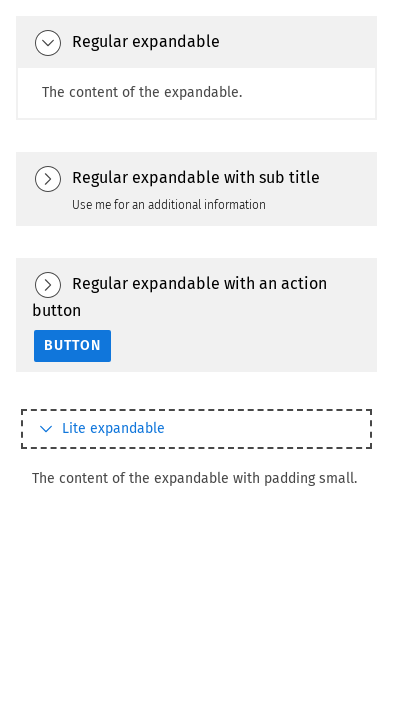 Regular expandable
The content of the expandable.
Regular expandable with sub title
Use me for an additional information
Regular expandable with an action
button
BUTTON
Lite expandable
The content of the expandable with padding small.